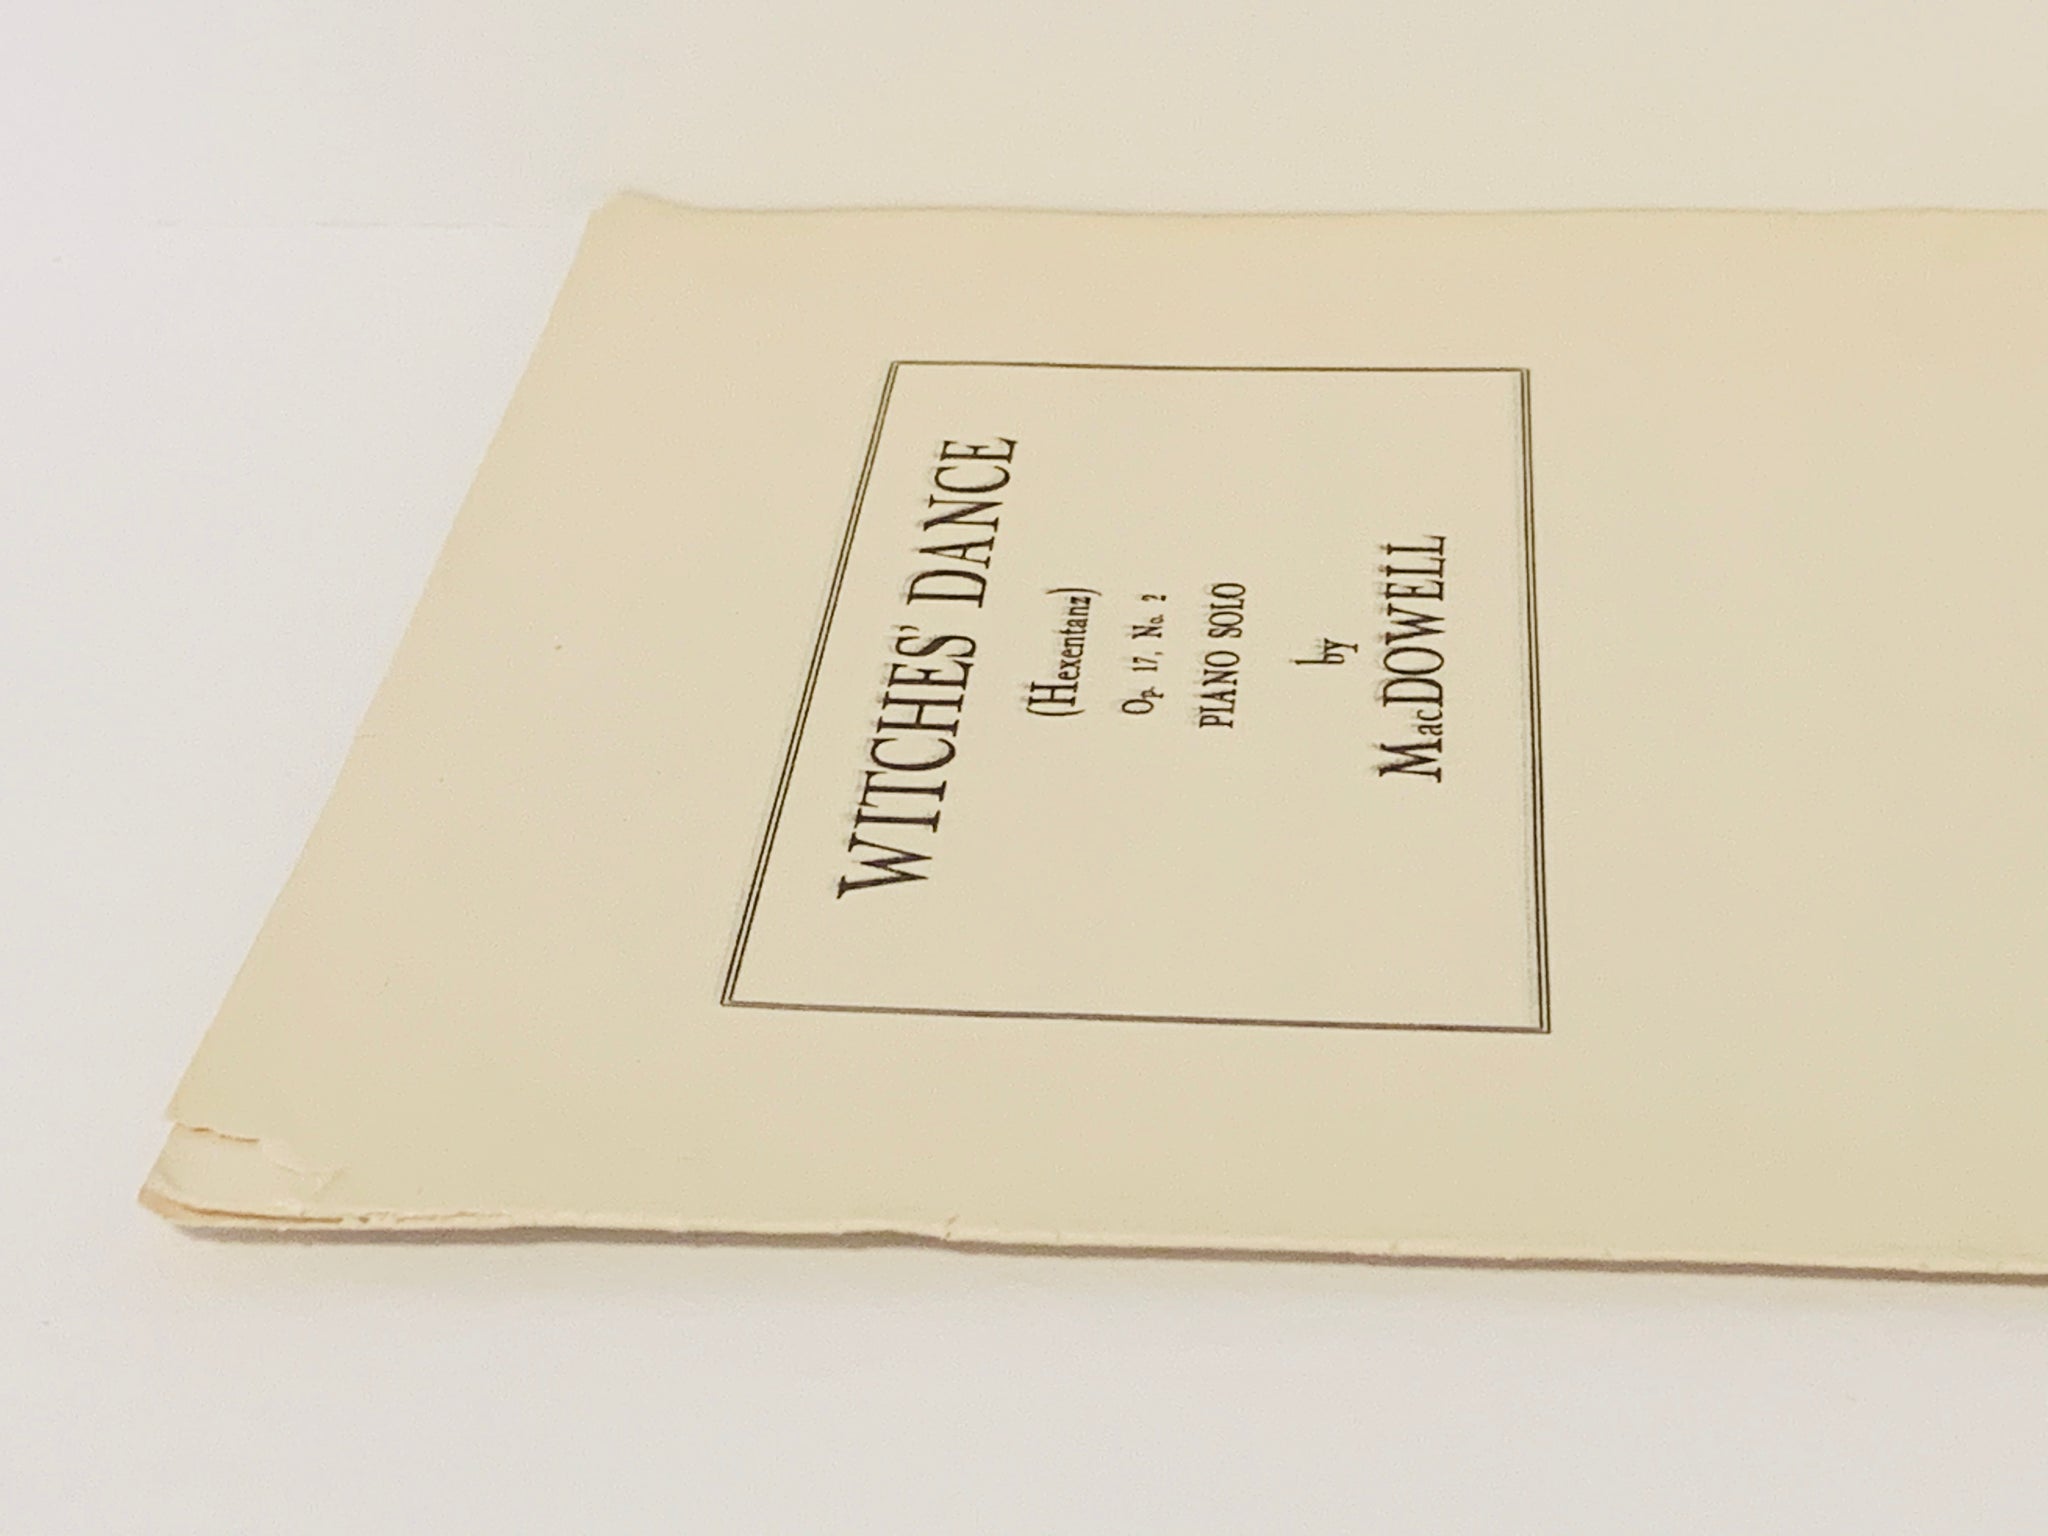 WITCHES' DANCE
(Hexentanz)
Op. 17, No. 2
PIANO SOLO
by
MacDOWELL